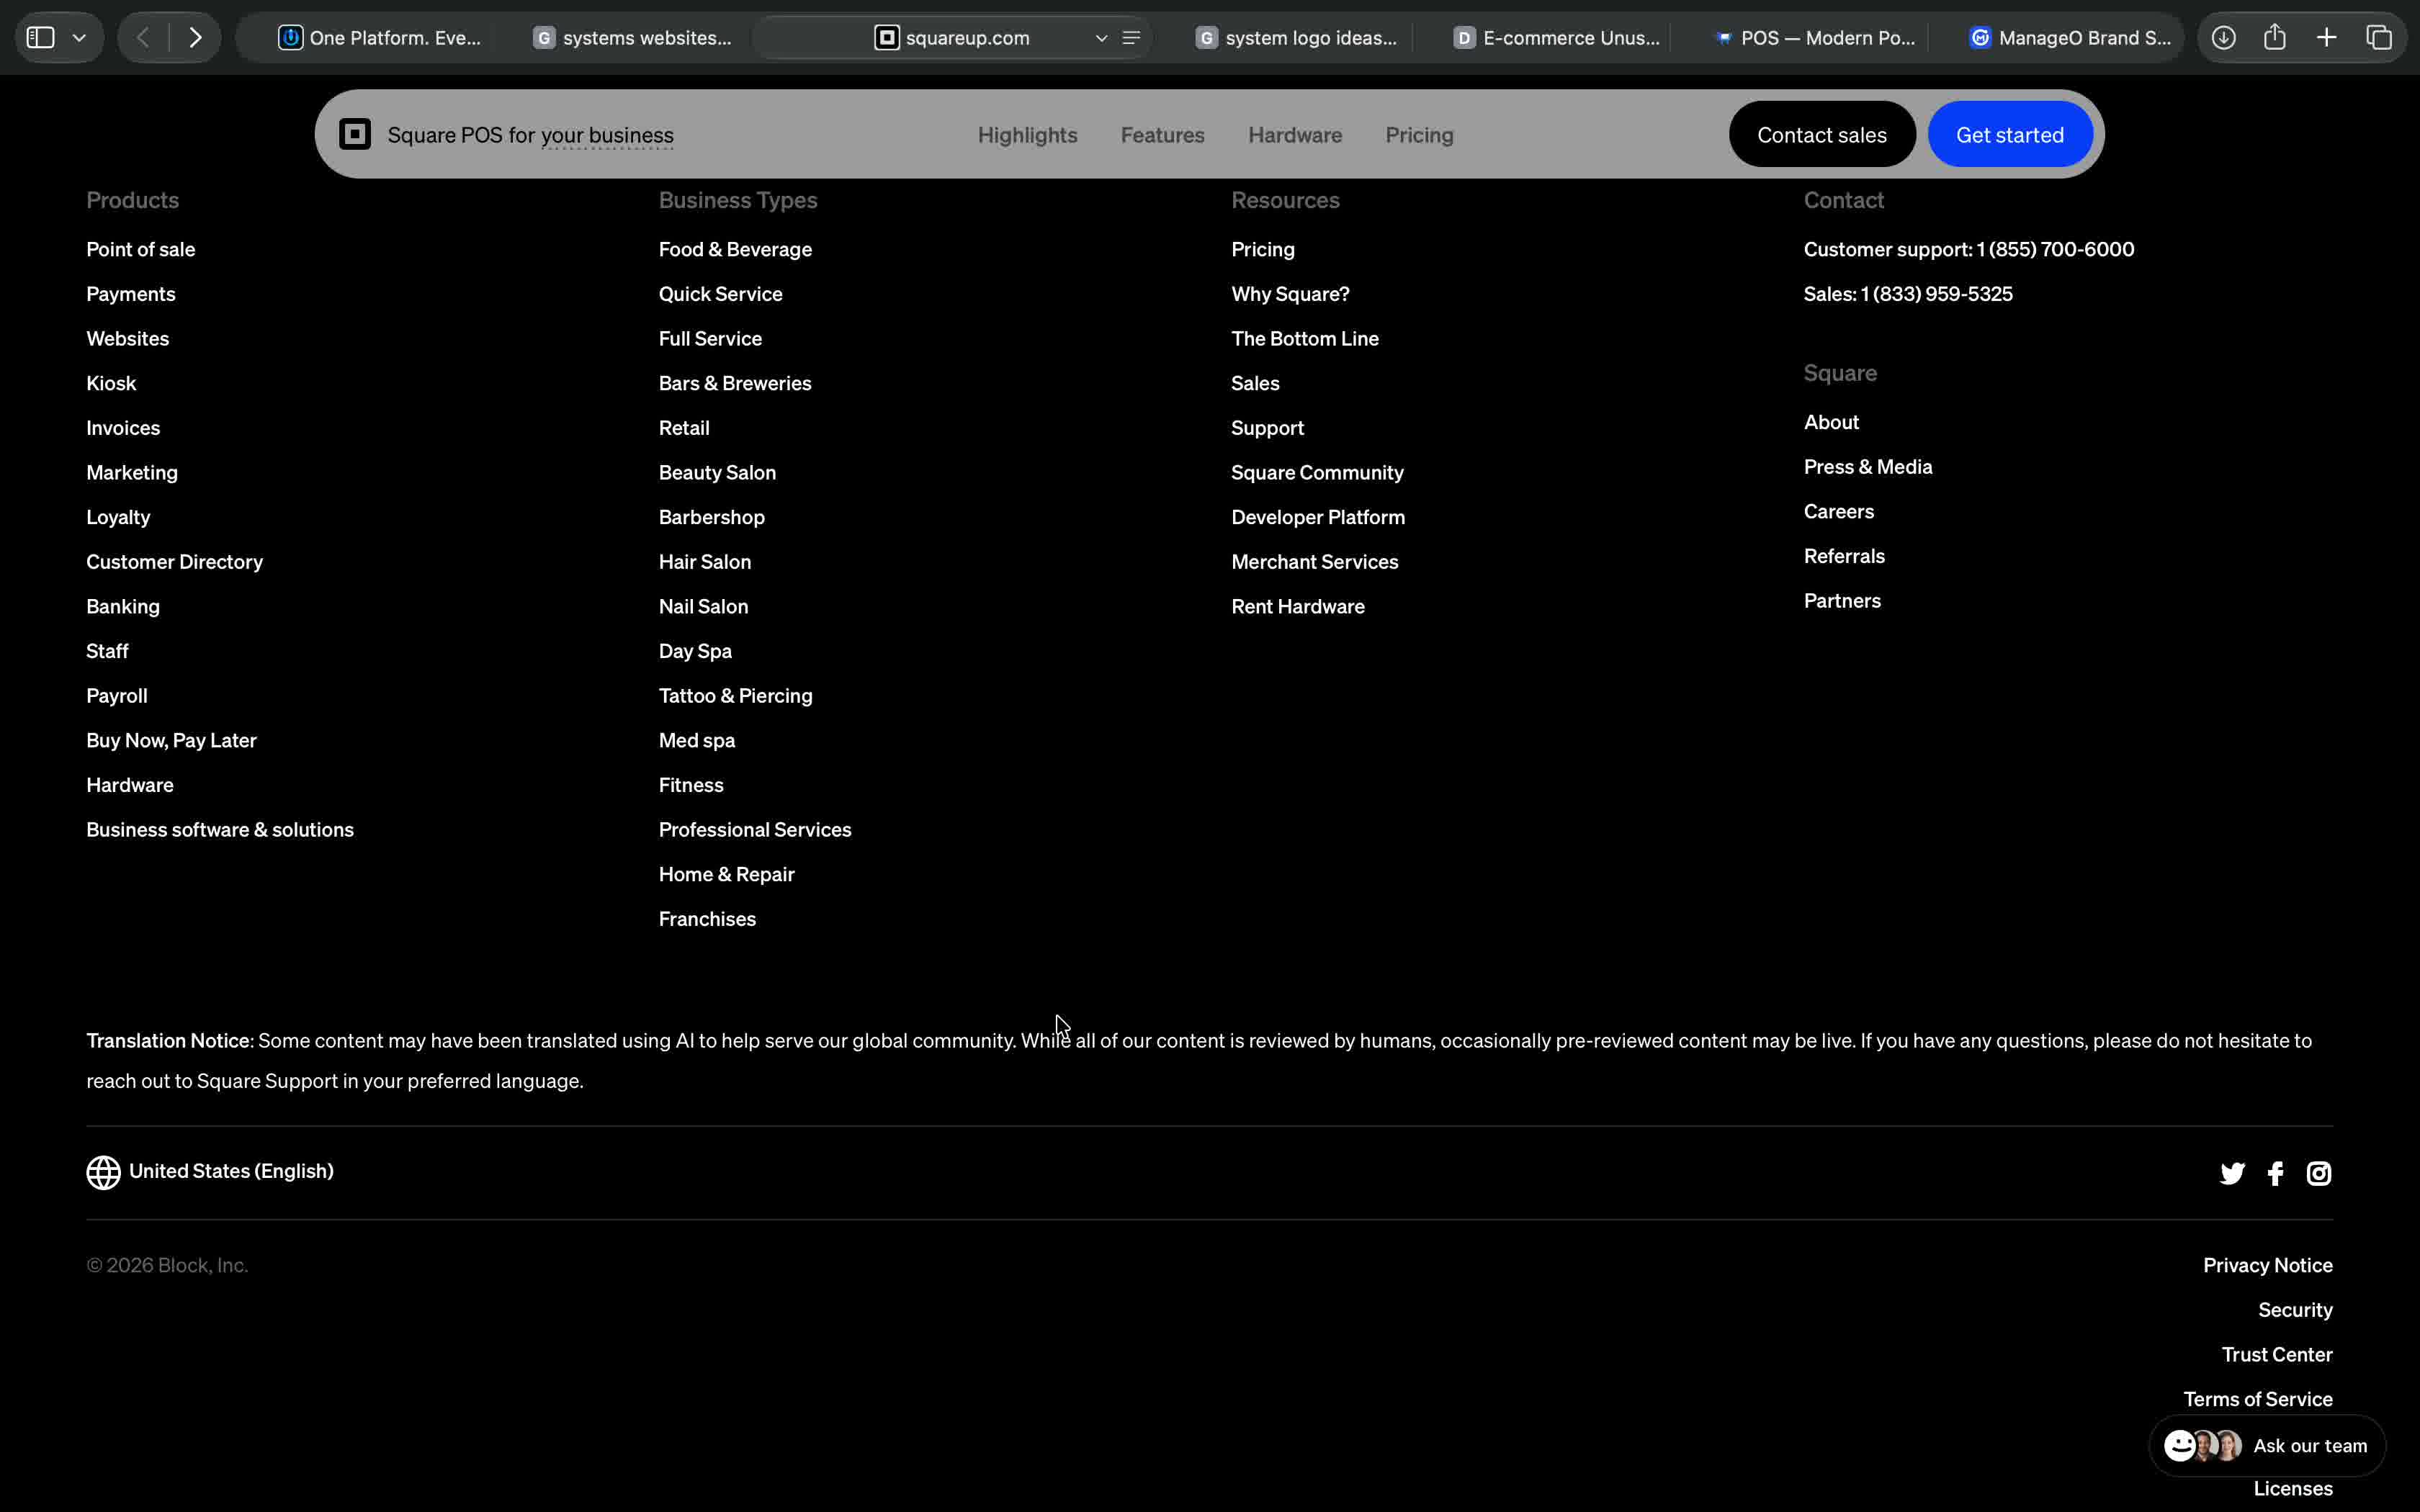 One Platform. Eve...
systems websites...
squareup.com
system logo ideas...
E-commerce Unus...
POS — Modern Po...
ManageO Brand S...
Square POS for your business
Highlights
Features
Hardware
Pricing
Contact sales
Get started
Products
Point of sale
Payments
Websites
Kiosk
Invoices
Marketing
Loyalty
Customer Directory
Banking
Staff
Payroll
Buy Now, Pay Later
Hardware
Business software & solutions
Business Types
Food & Beverage
Quick Service
Full Service
Bars & Breweries
Retail
Beauty Salon
Barbershop
Hair Salon
Nail Salon
Day Spa
Tattoo & Piercing
Med spa
Fitness
Professional Services
Home & Repair
Franchises
Resources
Pricing
Why Square?
The Bottom Line
Sales
Support
Square Community
Developer Platform
Merchant Services
Rent Hardware
Contact
Customer support: 1 (855) 700-6000
Sales: 1 (833) 959-5325
Square
About
Press & Media
Careers
Referrals
Partners
Translation Notice: Some content may have been translated using AI to help serve our global community. While all of our content is reviewed by humans, occasionally pre-reviewed content may be live. If you have any questions, please do not hesitate to
reach out to Square Support in your preferred language.
United States (English)
© 2026 Block, Inc.
Privacy Notice
Security
Trust Center
Terms of Service
Ask our team
Licenses